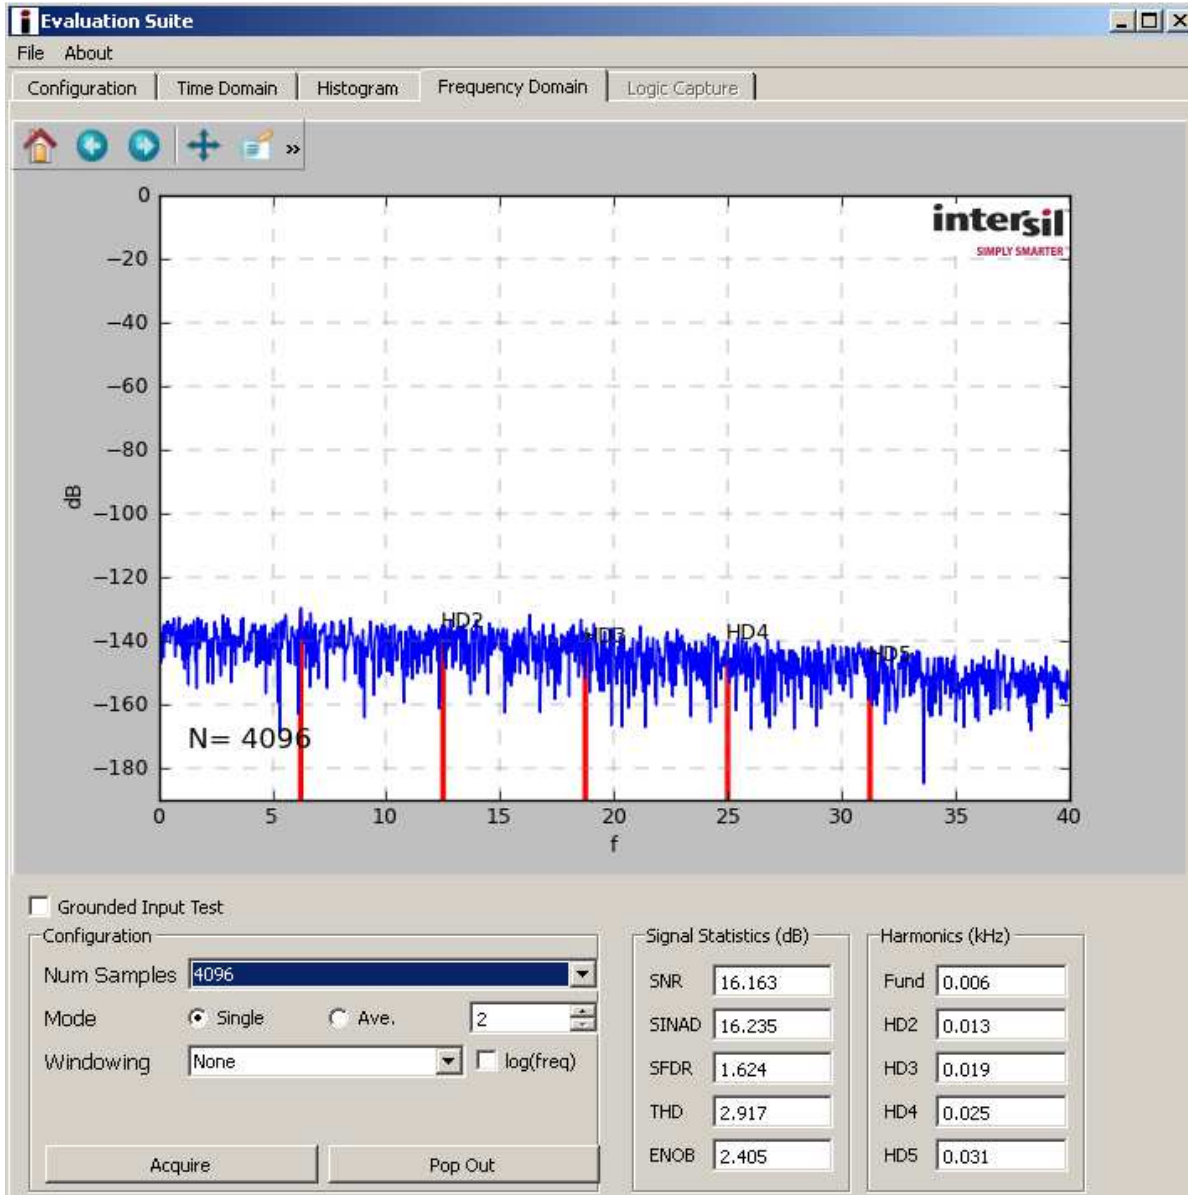 Evaluation Suite
File About
Configuration Time Domain Histogram Frequency Domain Logic Capture
»
intersil
SIMPLY SMARTER
0
−20
−40
−60
−80
−100
−120
−140
−160
−180
dB
HD2
HD3
HD4
HD5
N= 4096
0 5 10 15 20 25 30 35 40
f
Grounded Input Test
Configuration
Num Samples 4096
Mode Single Ave. 2
Windowing None log(freq)
Acquire Pop Out
Signal Statistics (dB)
SNR 16.163
SINAD 16.235
SFDR 1.624
THD 2.917
ENOB 2.405
Harmonics (kHz)
Fund 0.006
HD2 0.013
HD3 0.019
HD4 0.025
HD5 0.031